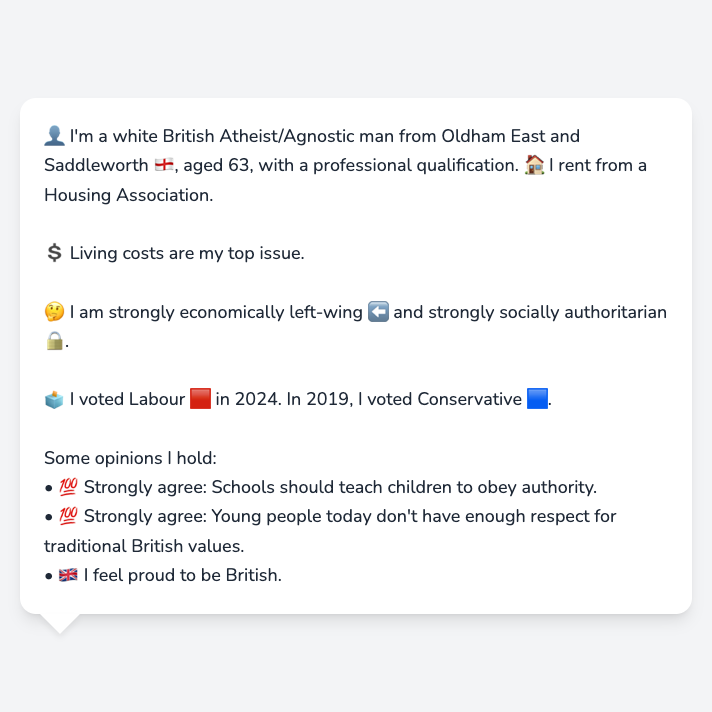 👤 I'm a white British Atheist/Agnostic man from Oldham East and
Saddleworth 🏴󠁧󠁢󠁥󠁮󠁧󠁿, aged 63, with a professional qualification. 🏠 I rent from a
Housing Association.
💲 Living costs are my top issue.
🤔 I am strongly economically left-wing ⬅️ and strongly socially authoritarian
🔒.
🗳️ I voted Labour 🟥 in 2024. In 2019, I voted Conservative 🟦.
Some opinions I hold:
• 💯 Strongly agree: Schools should teach children to obey authority.
• 💯 Strongly agree: Young people today don't have enough respect for
traditional British values.
• 🇬🇧 I feel proud to be British.